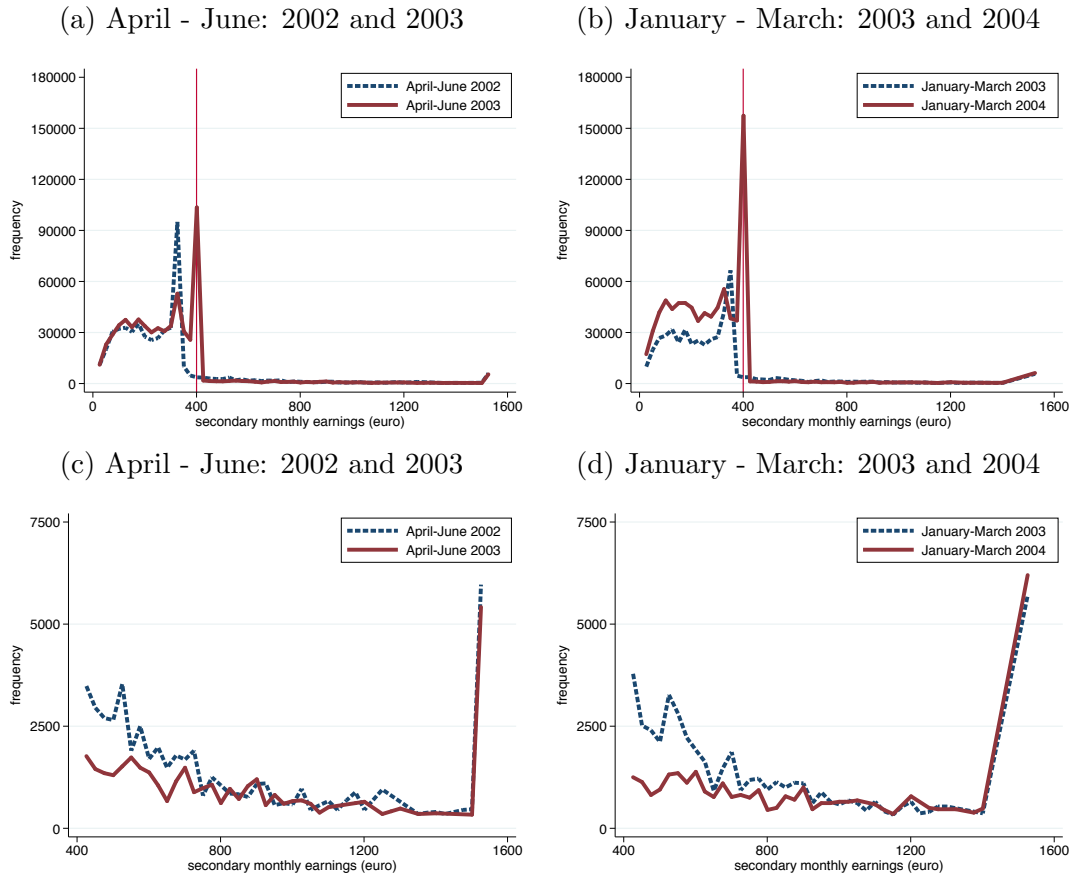 (a) April - June: 2002 and 2003
180000
150000
120000
90000
60000
30000
0
frequency
April-June 2002
April-June 2003
0 400 800 1200 1600
secondary monthly earnings (euro)
(b) January - March: 2003 and 2004
180000
150000
120000
90000
60000
30000
0
frequency
January-March 2003
January-March 2004
0 400 800 1200 1600
secondary monthly earnings (euro)
(c) April - June: 2002 and 2003
7500
5000
2500
0
frequency
April-June 2002
April-June 2003
400 800 1200 1600
secondary monthly earnings (euro)
(d) January - March: 2003 and 2004
7500
5000
2500
0
frequency
January-March 2003
January-March 2004
400 800 1200 1600
secondary monthly earnings (euro)